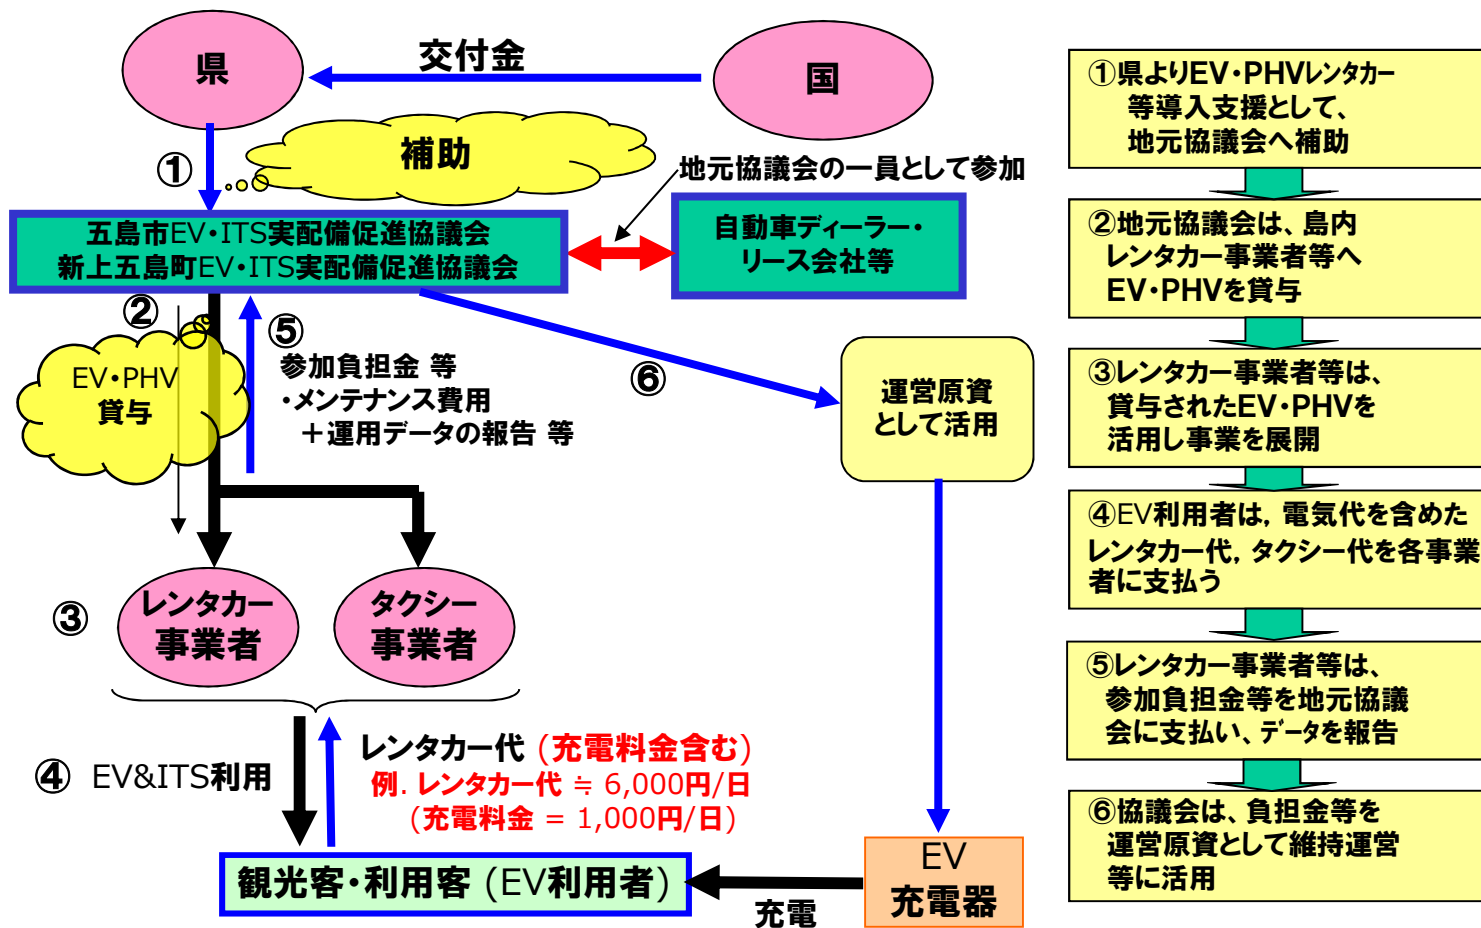 県
交付金
国
①
補助
地元協議会の一員として参加
五島市EV・ITS実配備促進協議会
新上五島町EV・ITS実配備促進協議会
自動車ディーラー・
リース会社等
②
EV・PHV
貸与
⑤
参加負担金 等
・メンテナンス費用
＋運用データの報告 等
⑥
運営原資
として活用
③
レンタカー
事業者
タクシー
事業者
④ EV&ITS利用
レンタカー代 (充電料金含む)
例. レンタカー代 ≒ 6,000円/日
(充電料金 = 1,000円/日)
観光客・利用客 (EV利用者)
充電
EV
充電器
①県よりEV・PHVレンタカー
等導入支援として、
地元協議会へ補助
②地元協議会は、島内
レンタカー事業者等へ
EV・PHVを貸与
③レンタカー事業者等は、
貸与されたEV・PHVを
活用し事業を展開
④EV利用者は, 電気代を含めた
レンタカー代, タクシー代を各事業
者に支払う
⑤レンタカー事業者等は、
参加負担金等を地元協議
会に支払い、データを報告
⑥協議会は、負担金等を
運営原資として維持運営
等に活用